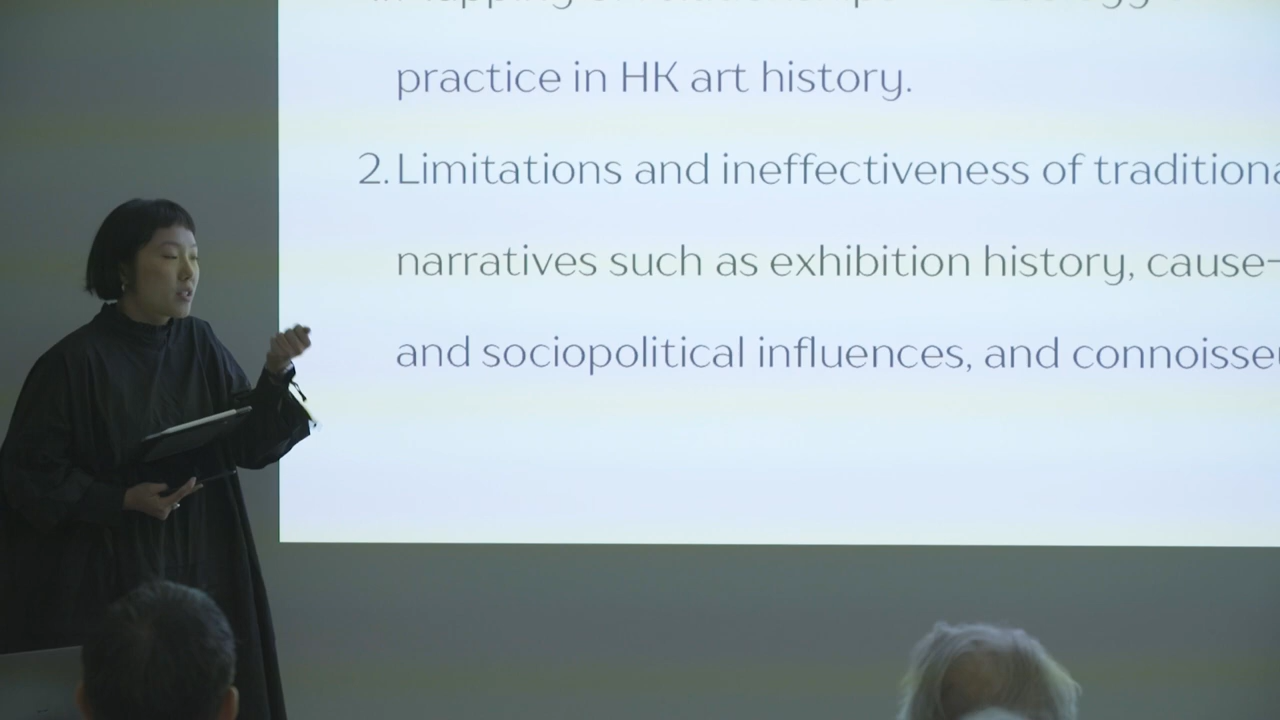 practice in HK art history.
2. Limitations and ineffectiveness of traditiona
narratives such as exhibition history, cause-
and sociopolitical influences, and connoisse